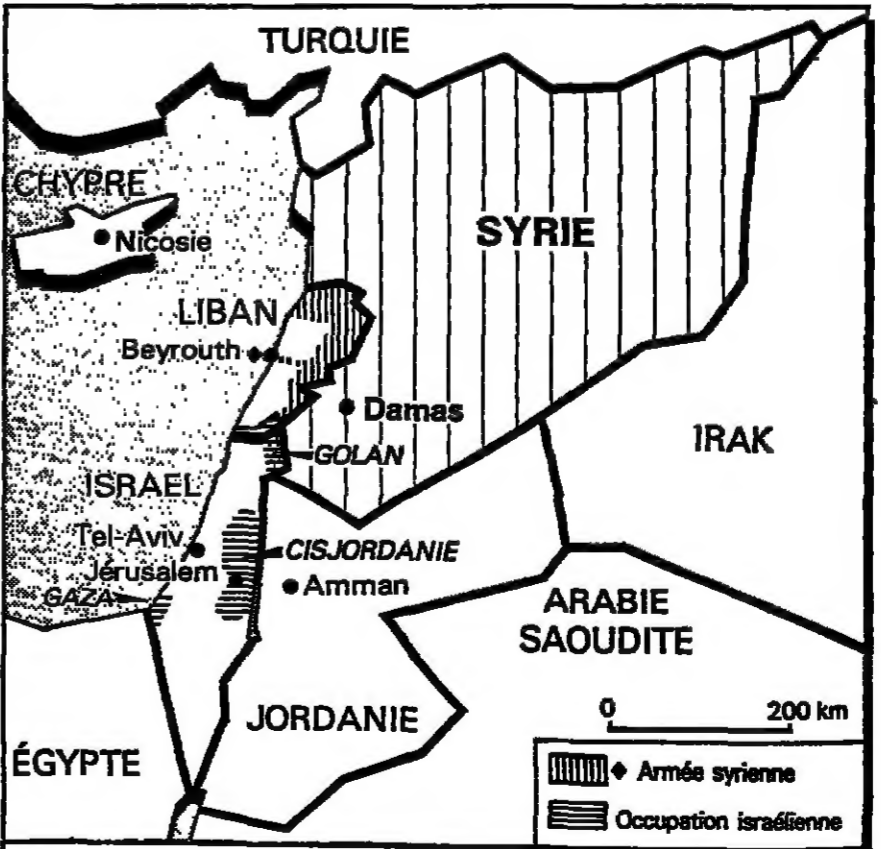 TURQUIE
CHYPRE
Nicosie
SYRIE
LIBAN
Beyrouth
Damas
GOLAN
IRAK
ISRAEL
Tel-Aviv
CISJORDANIE
Jérusalem
Amman
GAZA
ARABIE
SAOUDITE
JORDANIE
0 200 km
ÉGYPTE
Armée syrienne
Occupation israélienne